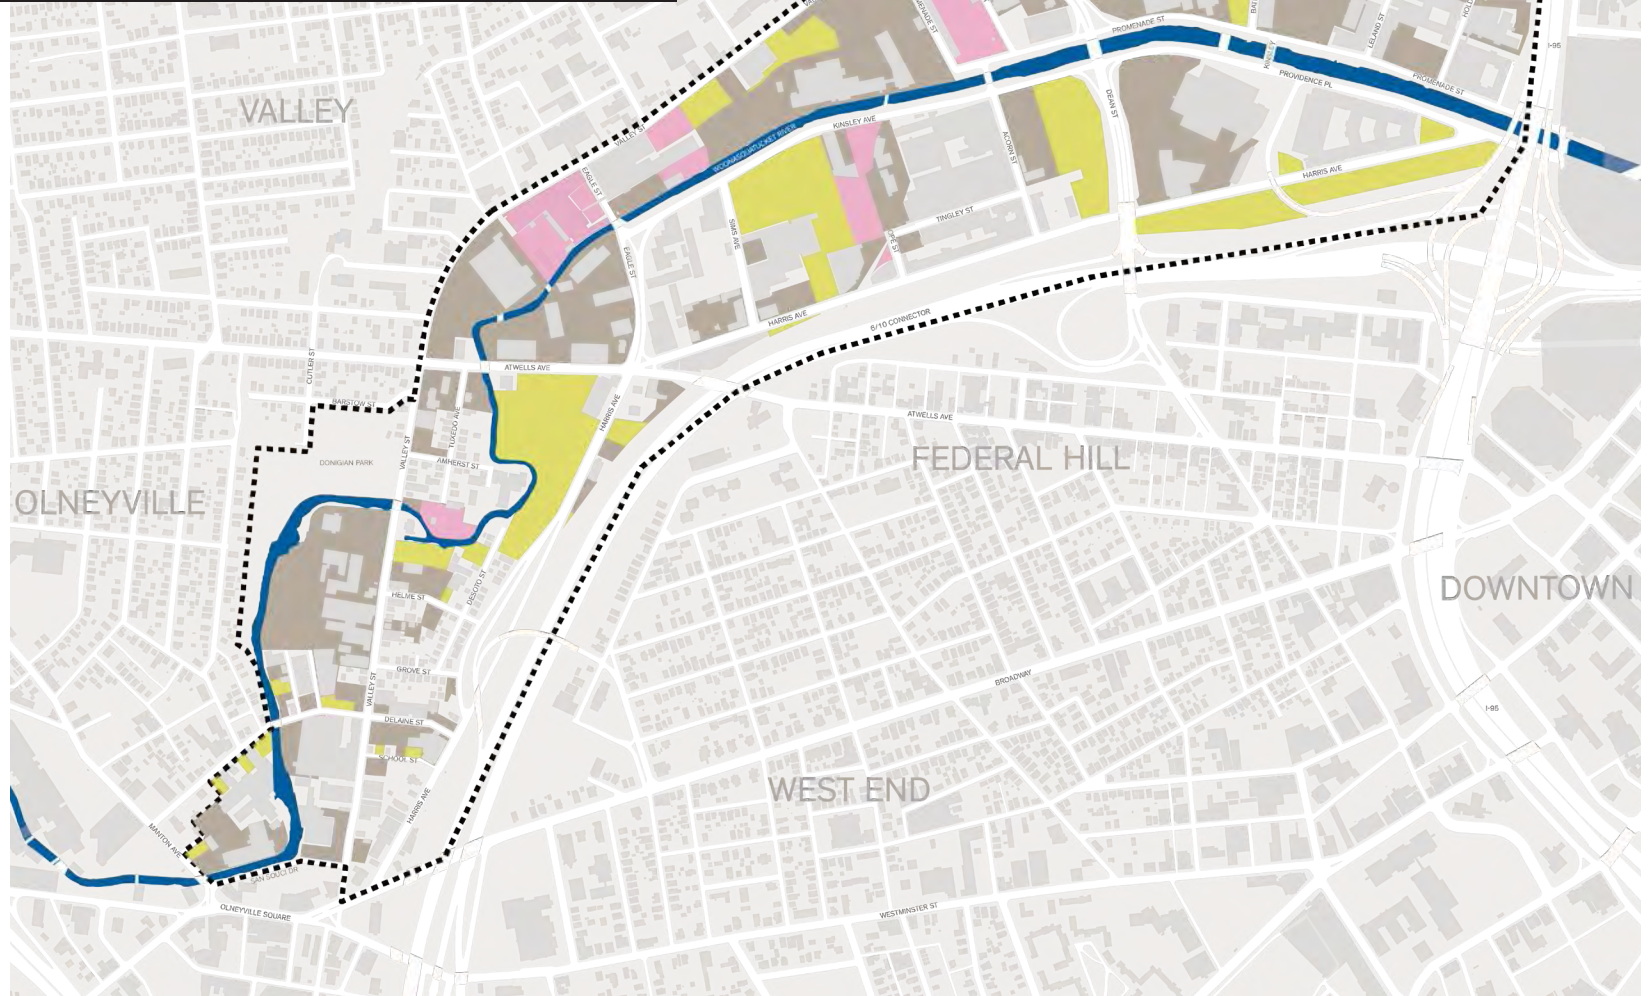 PROMENADE ST
I-95
LELAND ST
KINSLEY
PROVIDENCE PL
PROMENADE ST
DEAN ST
VALLEY
VALLEY ST
WOONASQUATUCKET RIVER
KINSLEY AVE
ACORN ST
EAGLE ST
HARRIS AVE
TINGLEY ST
SIMS AVE
EAGLE ST
HARRIS AVE
6/10 CONNECTOR
CUTLER ST
ATWELLS AVE
BARSTOW ST
TUXEDO AVE
HARRIS AVE
ATWELLS AVE
VALLEY ST
DONIGIAN PARK
AMHERST ST
FEDERAL HILL
OLNEYVILLE
DOWNTOWN
HELME ST
DESOTO ST
GROVE ST
VALLEY ST
BROADWAY
I-95
DELAINE ST
SCHOOL ST
WEST END
HARRIS AVE
MANTON AVE
SAN SOUCI DR
OLNEYVILLE SQUARE
WESTMINSTER ST